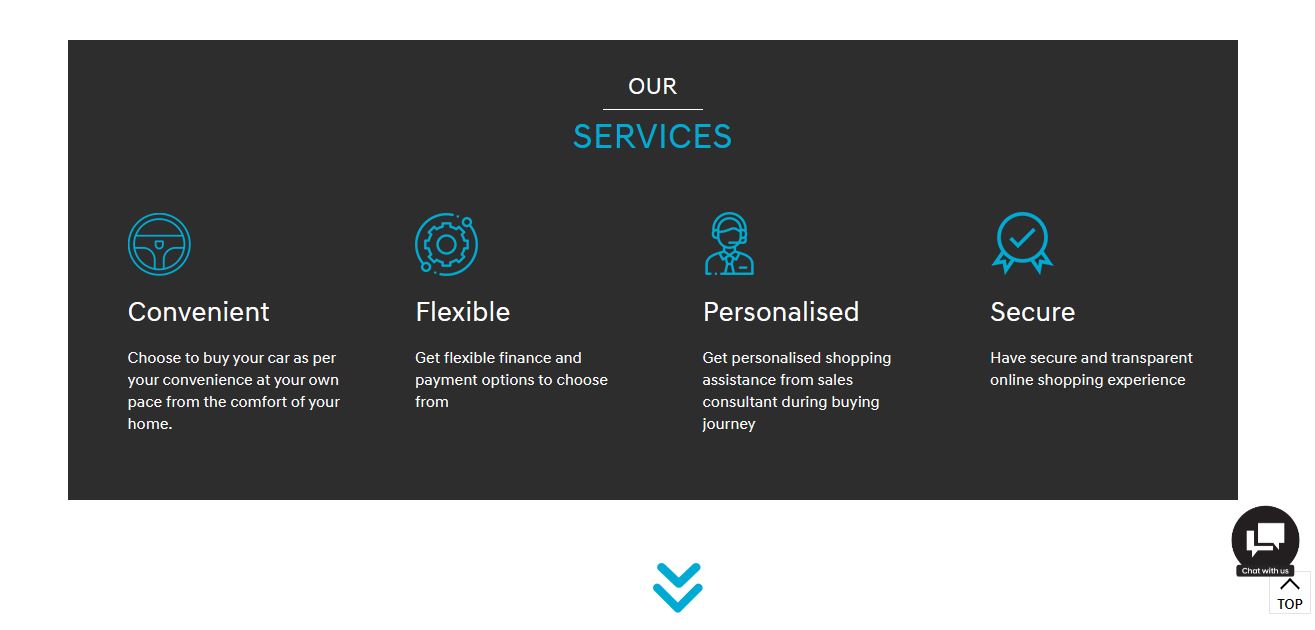 OUR
SERVICES
Convenient
Choose to buy your car as per
your convenience at your own
pace from the comfort of your
home.
Flexible
Get flexible finance and
payment options to choose
from
Personalised
Get personalised shopping
assistance from sales
consultant during buying
journey
Secure
Have secure and transparent
online shopping experience
Chat with us
TOP